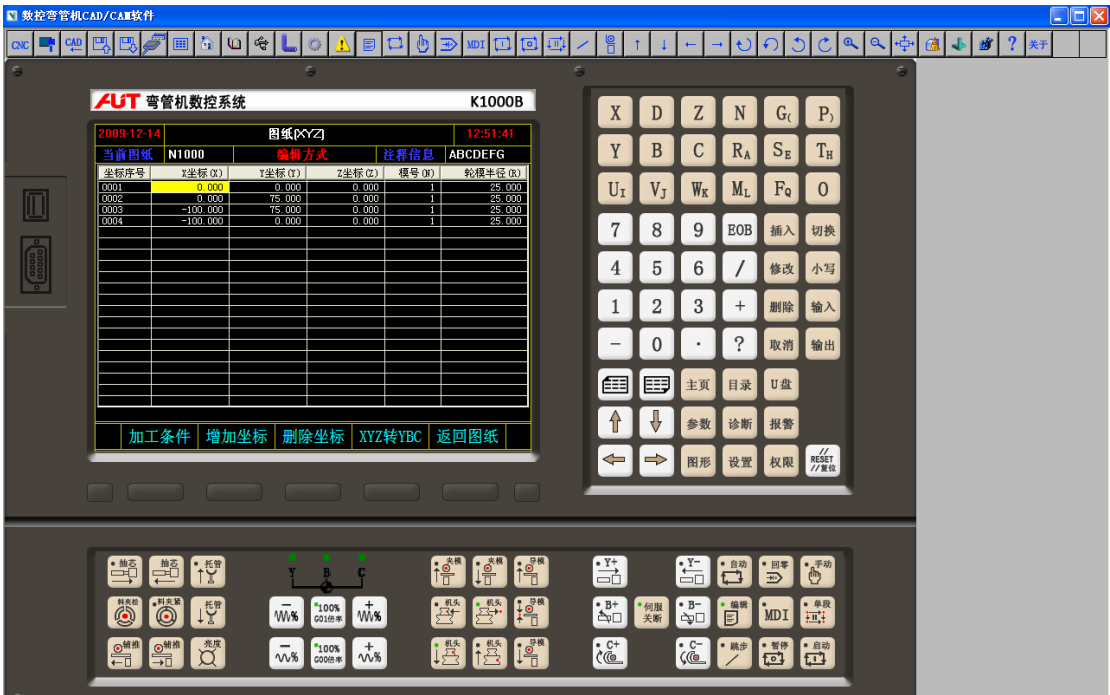 数控弯管机CAD/CAM软件
CNC CAD MDI ? 关于
AUT 弯管机数控系统 K1000B
2009-12-14 图纸(XYZ) 12:51:41
当前图纸 N1000 编辑方式 注释信息 ABCDEFG
坐标序号 X坐标(X) Y坐标(Y) Z坐标(Z) 模号(M) 轮模半径(R)
0001 0.000 0.000 0.000 1 25.000
0002 0.000 75.000 0.000 1 25.000
0003 -100.000 75.000 0.000 1 25.000
0004 -100.000 0.000 0.000 1 25.000
加工条件 增加坐标 删除坐标 XYZ转YBC 返回图纸
X D Z N G( P)
Y B C RA SE TH
UI VJ WK ML FQ O
7 8 9 EOB 插入 切换
4 5 6 / 修改 小写
1 2 3 + 删除 输入
- 0 · ? 取消 输出
主页 目录 U盘
参数 诊断 报警
图形 设置 权限 // RESET //复位
抽芯 抽芯 托管 Y B C 夹模 夹模 导模 Y+ Y- 自动 回零 手动
料夹松 料夹紧 托管 -% 100% G01倍率 +% 机头 机头 导模 B+ 伺服关断 B- 编辑 MDI 单段
辅推 辅推 亮度 -% 100% G00倍率 +% 机头 机头 导模 C+ C- 跳步 暂停 启动